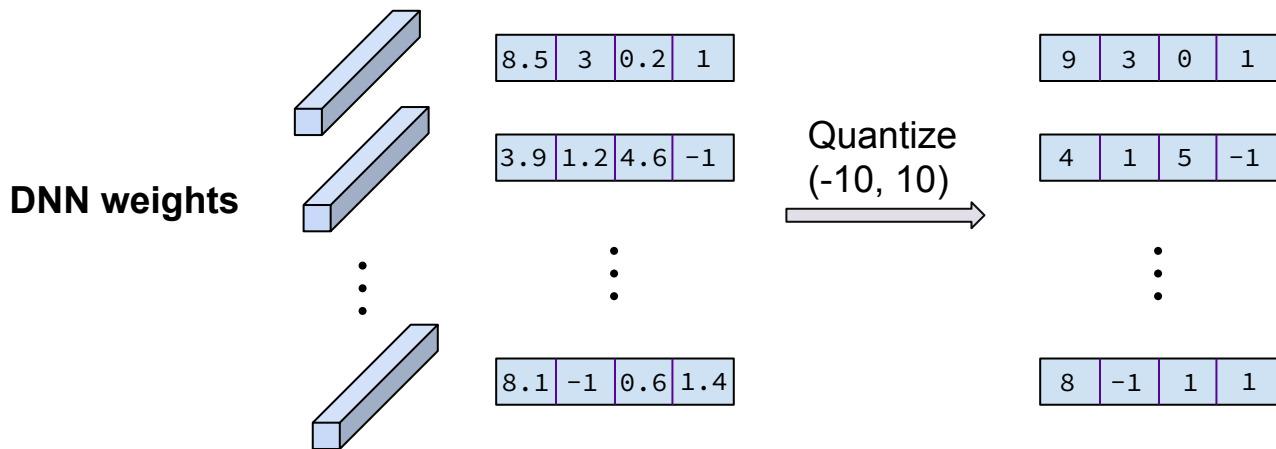 8.5 3 0.2 1
9 3 0 1
3.9 1.2 4.6 -1
Quantize
(-10, 10)
4 1 5 -1
DNN weights
8.1 -1 0.6 1.4
8 -1 1 1